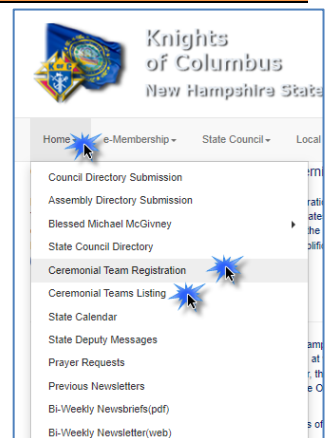 Knights
of Columbus
New Hampshire State
Home e-Membership State Council Local
Council Directory Submission
Assembly Directory Submission
Blessed Michael McGivney
State Council Directory
Ceremonial Team Registration
Ceremonial Teams Listing
State Calendar
State Deputy Messages
Prayer Requests
Previous Newsletters
Bi-Weekly Newsbriefs(pdf)
Bi-Weekly Newsletter(web)